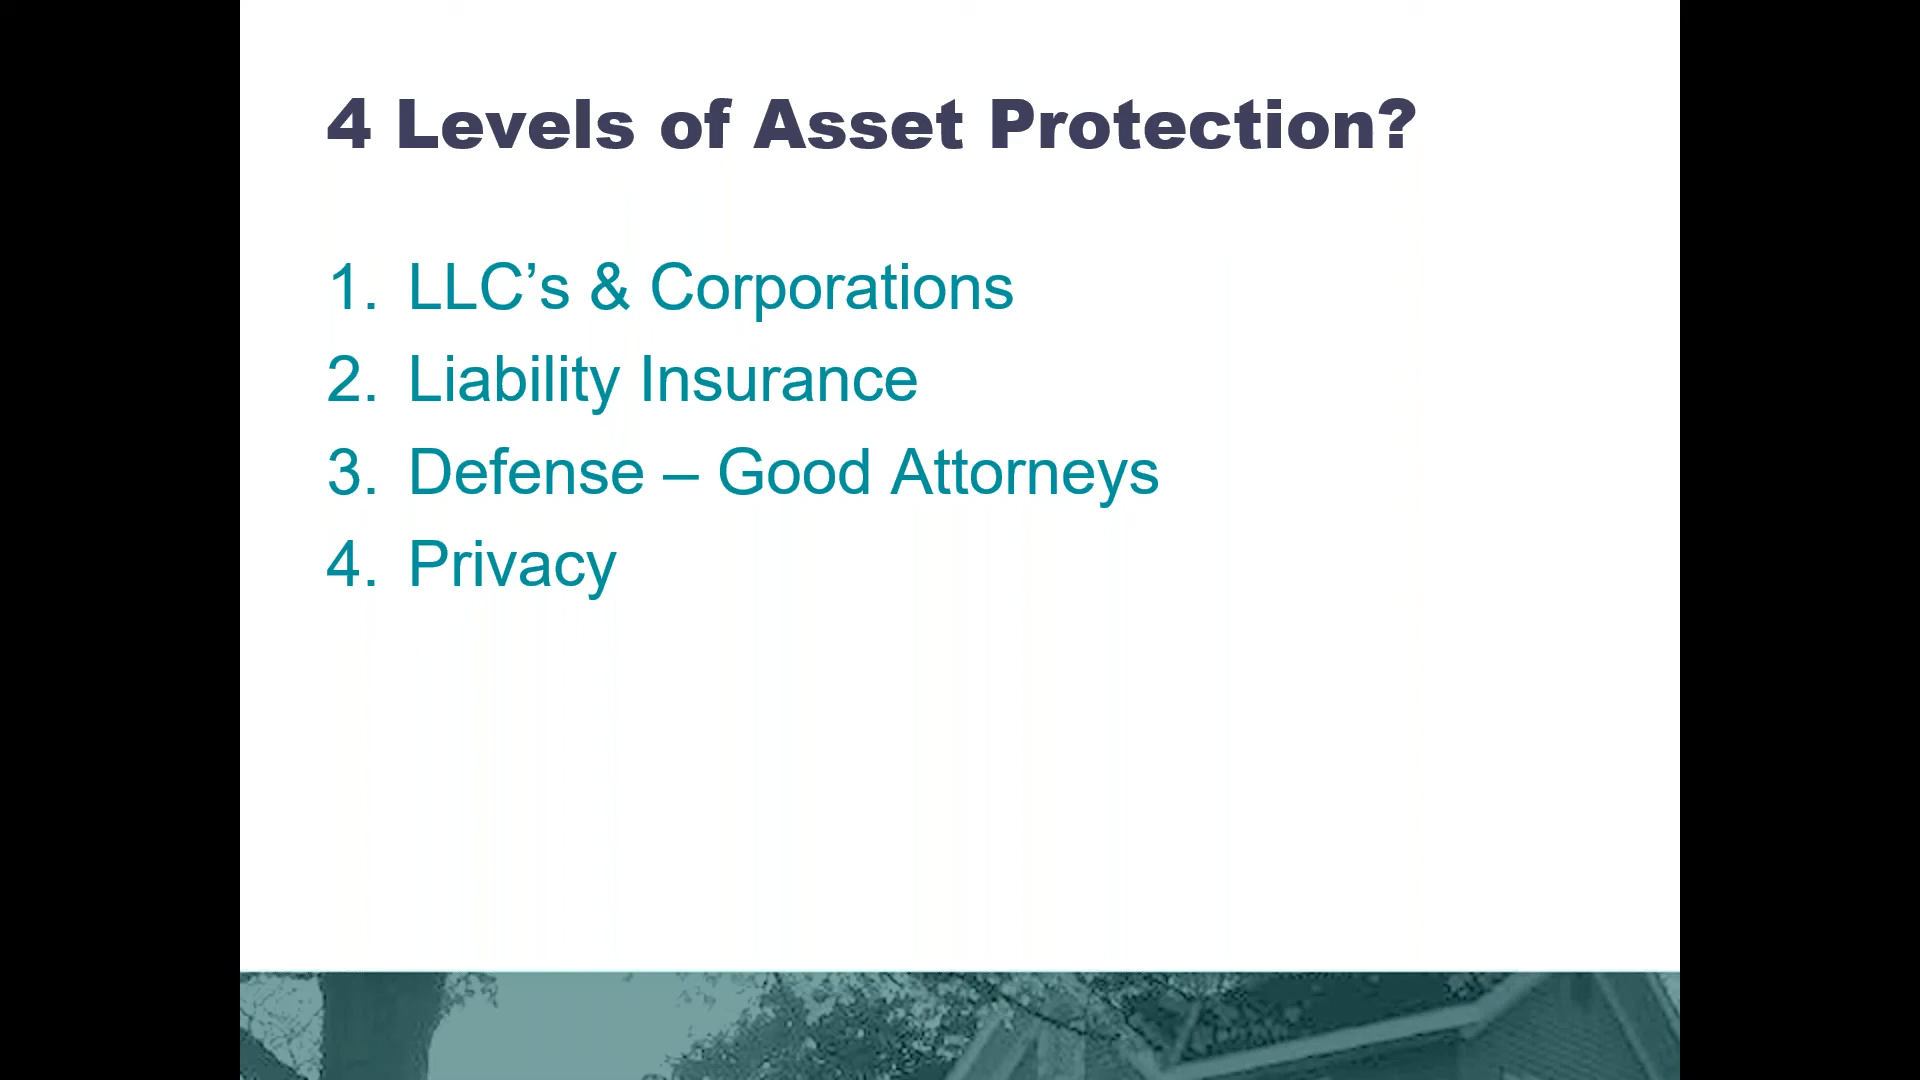 4 Levels of Asset Protection?
1. LLC’s & Corporations
2. Liability Insurance
3. Defense – Good Attorneys
4. Privacy